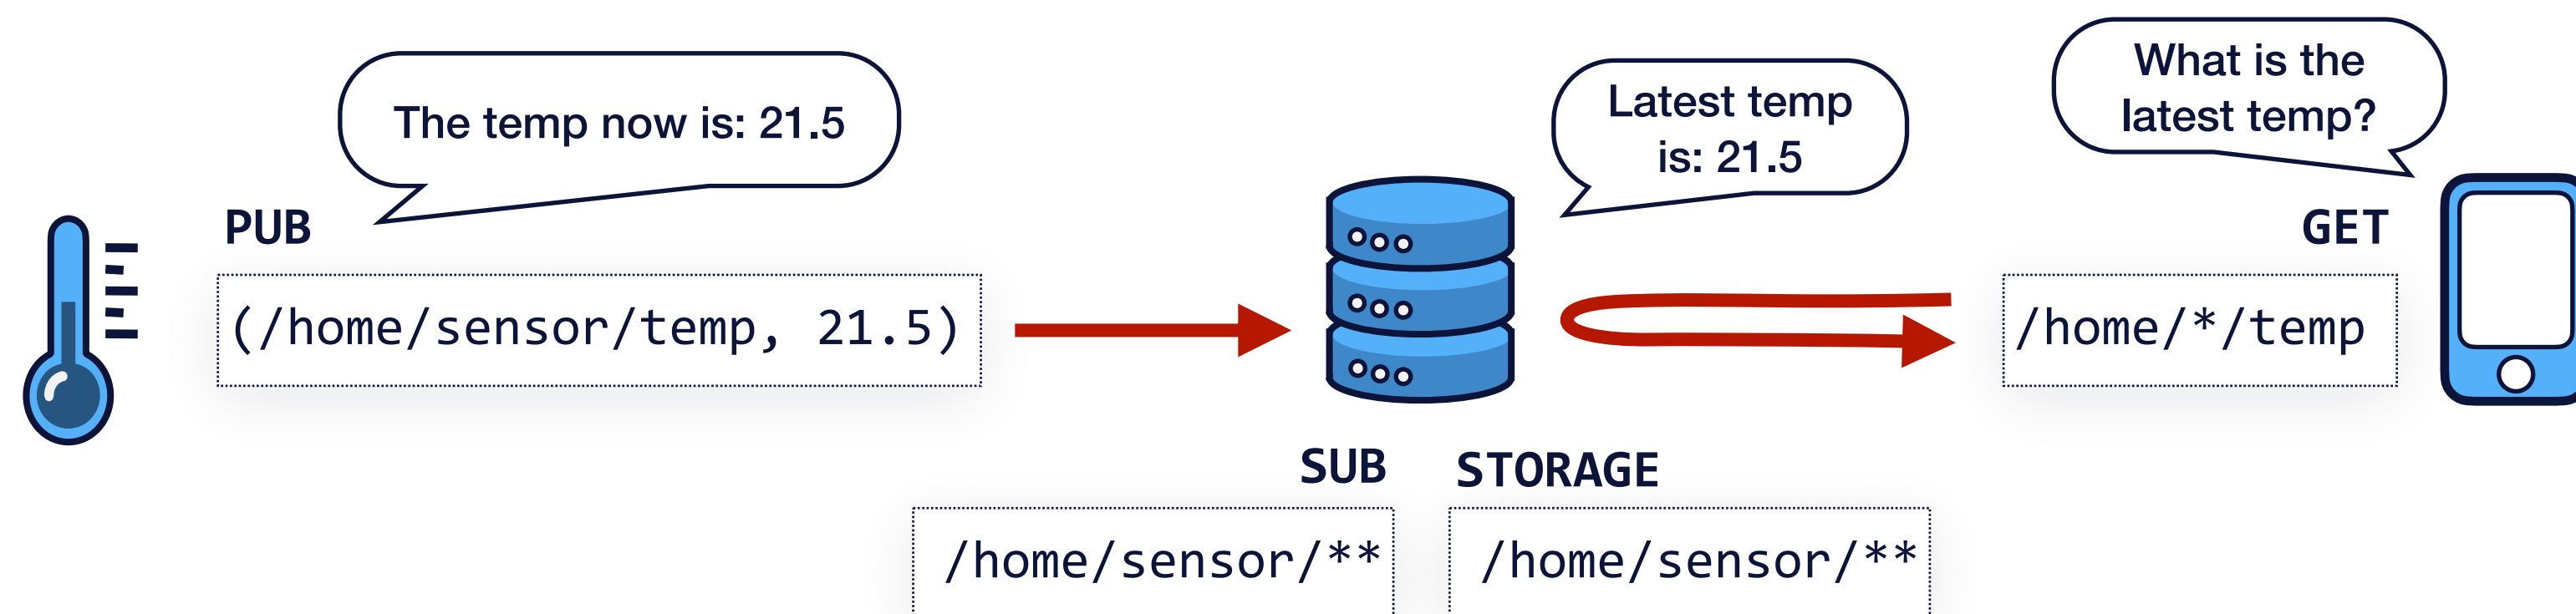 The temp now is: 21.5
Latest temp
is: 21.5
What is the
latest temp?
PUB
GET
(/home/sensor/temp, 21.5)
/home/*/temp
SUB
STORAGE
/home/sensor/**
/home/sensor/**